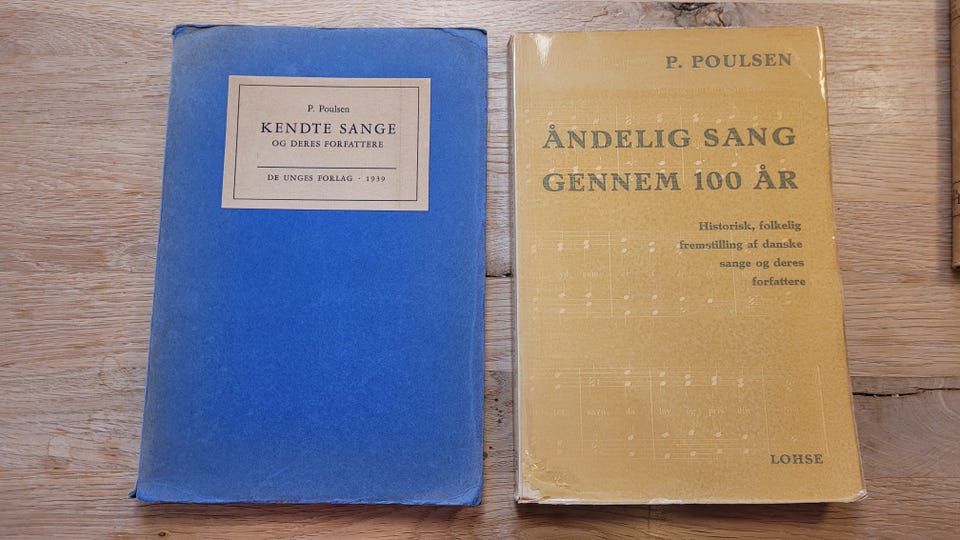 P. Poulsen
KENDTE SANGE
OG DERES FORFATTERE
DE UNGES FORLAG · 1939
P. POULSEN
ÅNDELIG SANG
GENNEM 100 ÅR
Historisk, folkelig
fremstilling af danske
sange og deres
forfattere
LOHSE